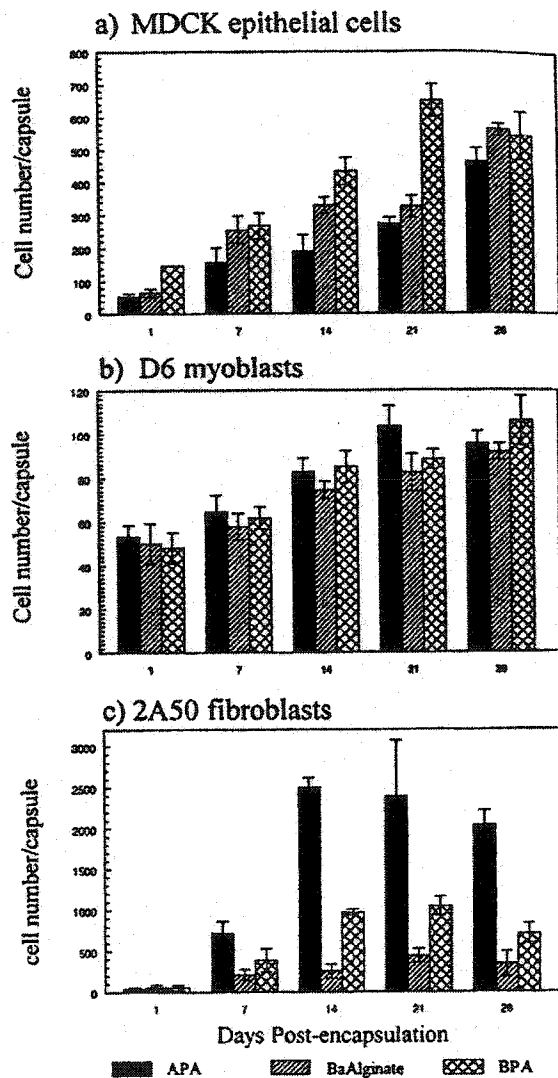 a) MDCK epithelial cells
Cell number/capsule
800
700
600
500
400
300
200
100
0
1 7 14 21 28
b) D6 myoblasts
Cell number/capsule
120
100
80
60
40
20
0
1 7 14 21 28
c) 2A50 fibroblasts
cell number/capsule
3000
2500
2000
1500
1000
500
0
1 7 14 21 28
Days Post-encapsulation
APA BaAlginate BPA